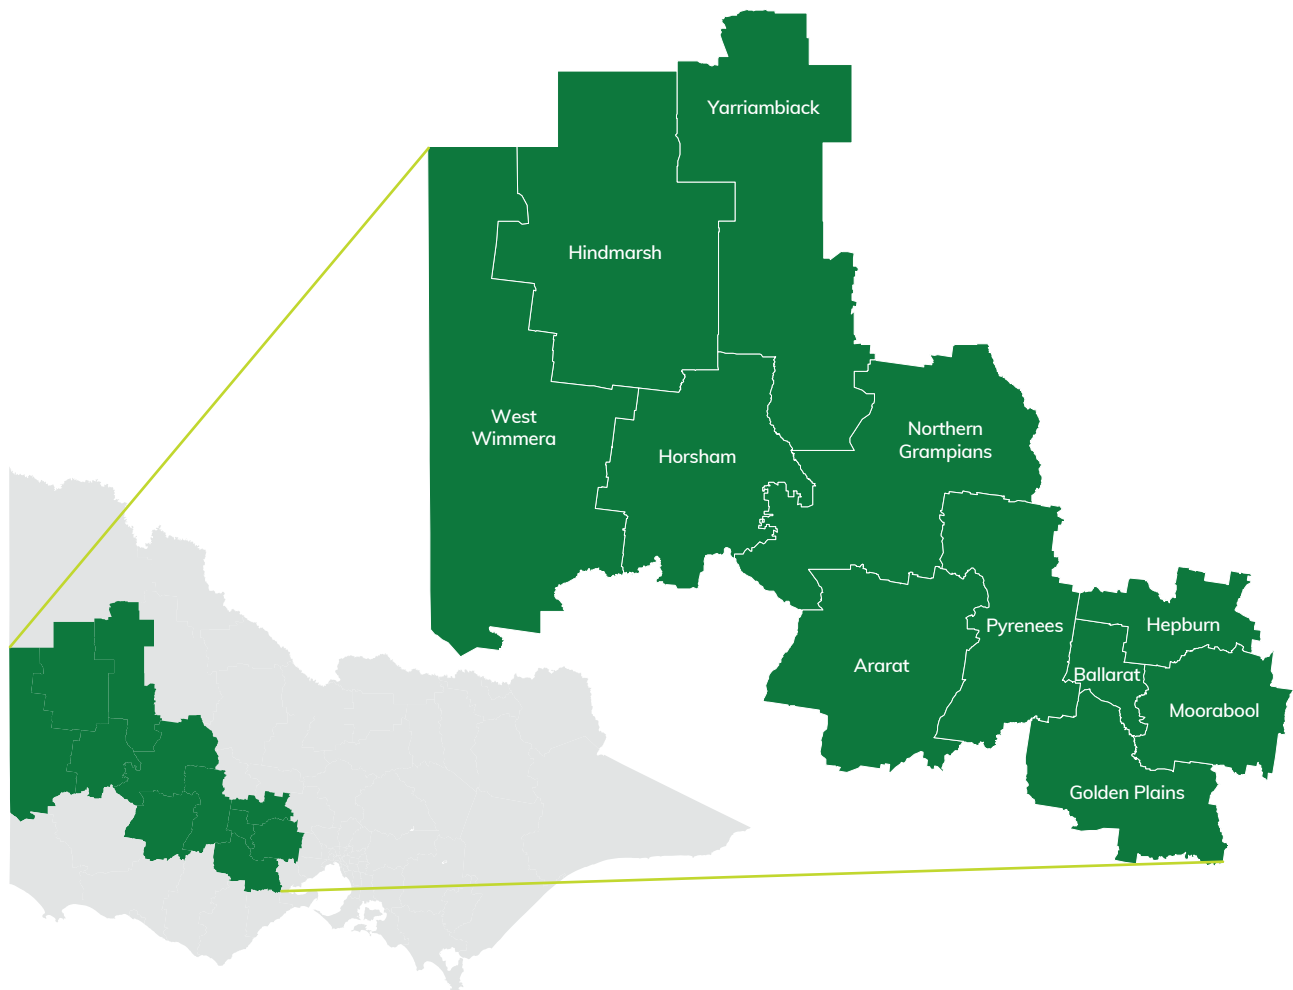 Yarriambiack
Hindmarsh
West
Wimmera
Northern
Grampians
Horsham
Hepburn
Pyrenees
Ararat
Ballarat
Moorabool
Golden Plains